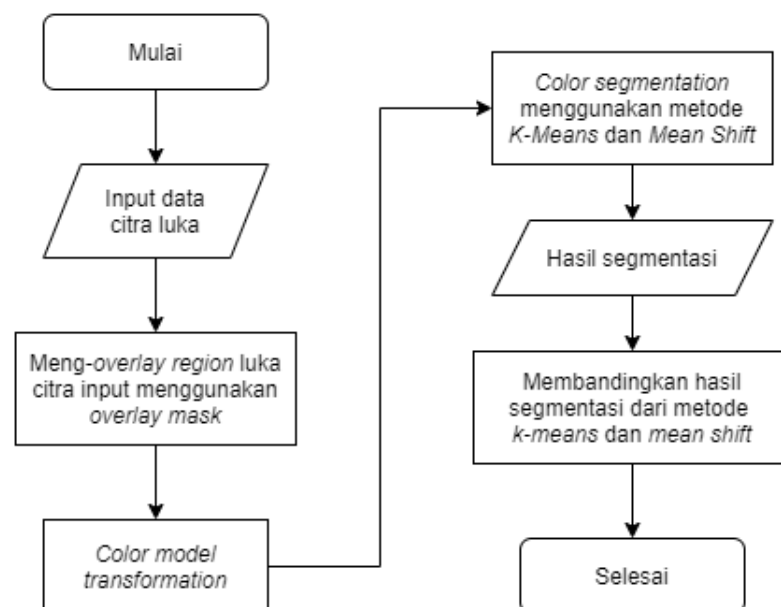 Mulai
Input data
citra luka
Meng-overlay region luka
citra input menggunakan
overlay mask
Color model
transformation
Color segmentation
menggunakan metode
K-Means dan Mean Shift
Hasil segmentasi
Membandingkan hasil
segmentasi dari metode
k-means dan mean shift
Selesai